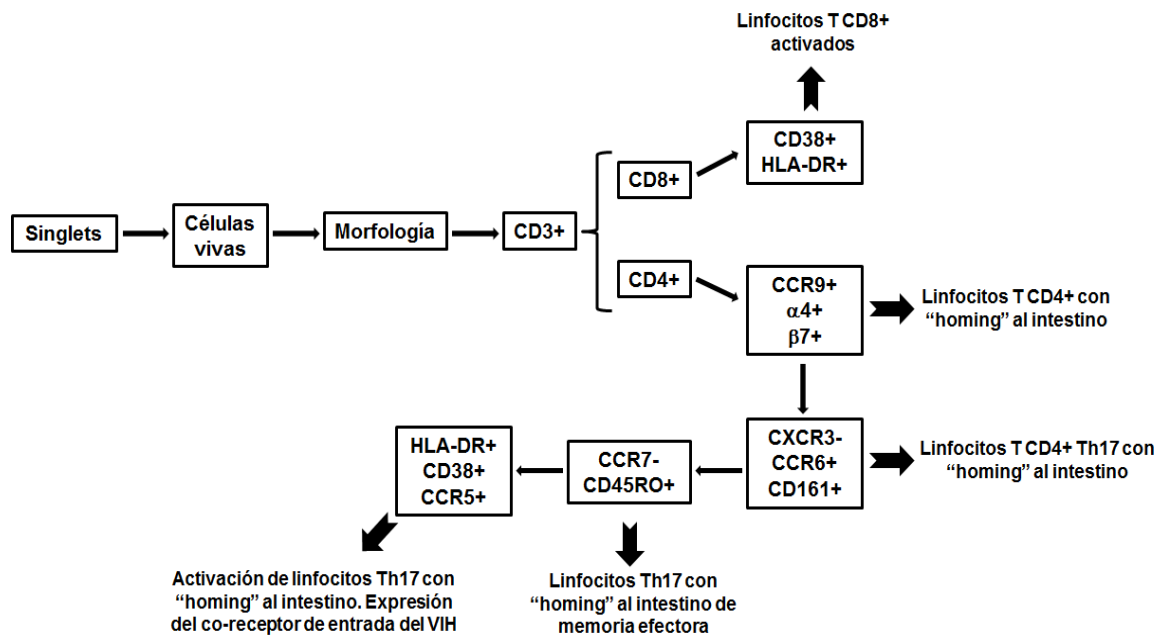 Linfocitos T CD8+
activados
CD38+
HLA-DR+
CD8+
Singlets
Células
vivas
Morfología
CD3+
CD4+
CCR9+
α4+
β7+
Linfocitos T CD4+ con
“homing” al intestino
CXCR3-
CCR6+
CD161+
Linfocitos T CD4+ Th17 con
“homing” al intestino
CCR7-
CD45RO+
HLA-DR+
CD38+
CCR5+
Activación de linfocitos Th17 con
“homing” al intestino. Expresión
del co-receptor de entrada del VIH
Linfocitos Th17 con
“homing” al intestino de
memoria efectora